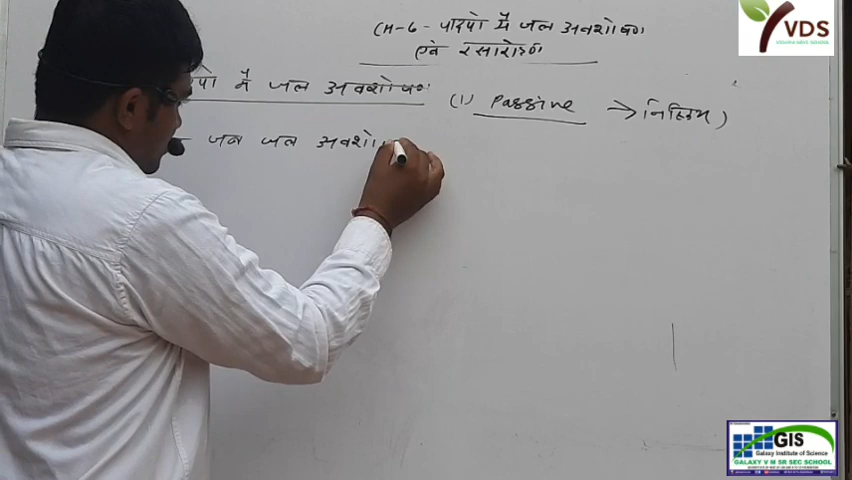 CH-6-पादपो में जल अवशोषण
एवं रसारोहण
में जल अवशोषण
(1) Passive → निष्क्रिय )
जब जल अवशो
VDS
GIS
Galaxy Institute of Science
GALAXY V M SR SEC SCHOOL